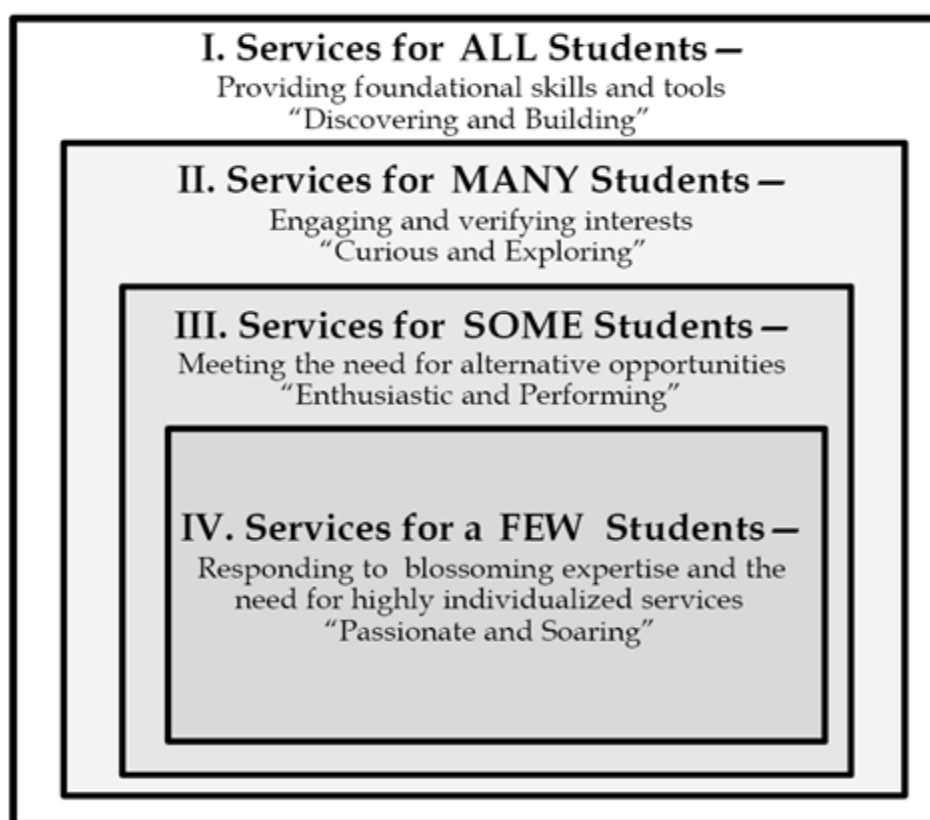 I. Services for ALL Students—
Providing foundational skills and tools
“Discovering and Building”
II. Services for MANY Students—
Engaging and verifying interests
“Curious and Exploring”
III. Services for SOME Students—
Meeting the need for alternative opportunities
“Enthusiastic and Performing”
IV. Services for a FEW Students—
Responding to blossoming expertise and the
need for highly individualized services
“Passionate and Soaring”